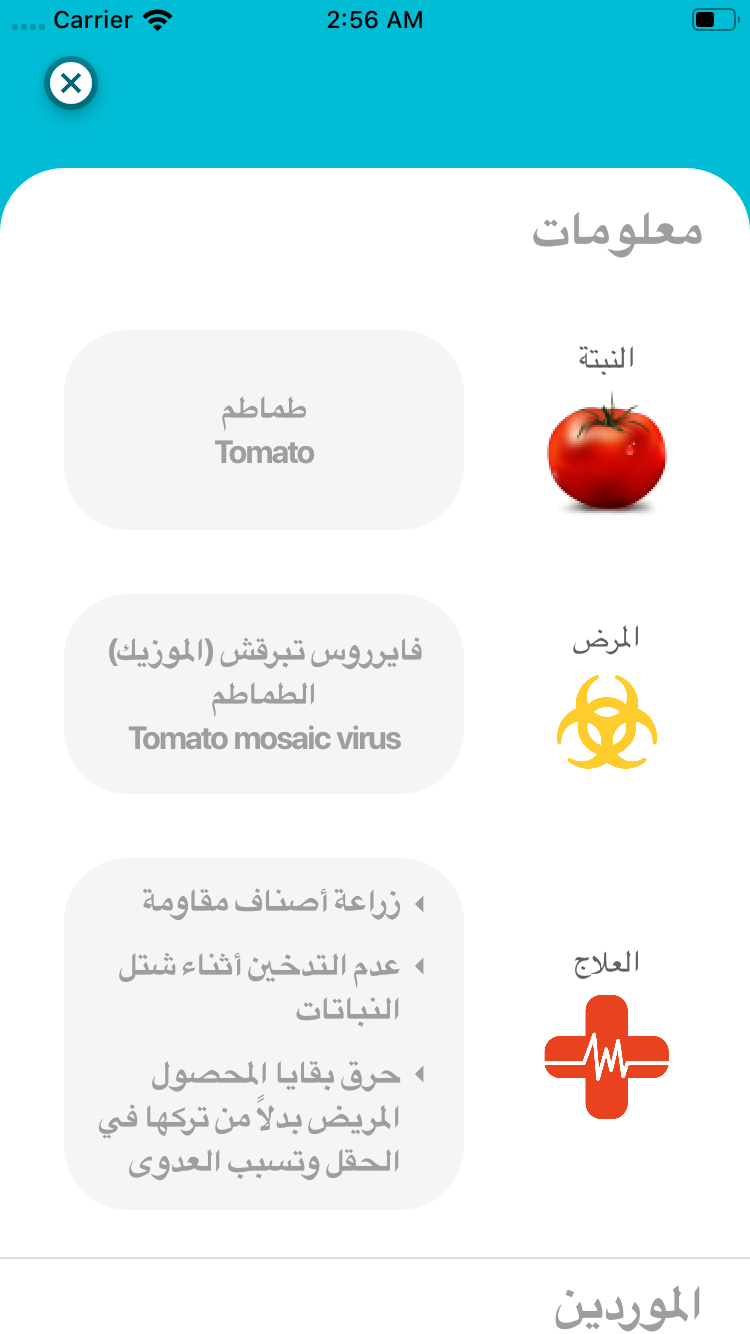 Carrier
2:56 AM
معلومات
النبتة
طماطم
Tomato
المرض
فايرروس تبرقش (الموزيك)
الطماطم
Tomato mosaic virus
العلاج
زراعة أصناف مقاومة
عدم التدخين أثناء شتل
النباتات
حرق بقايا المحصول
المريض بدلاً من تركها في
الحقل وتسبب العدوى
الموردين